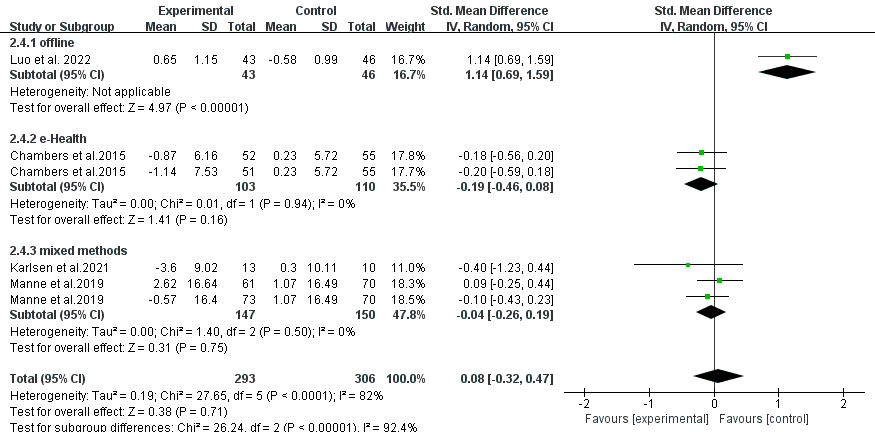 Experimental Control Std. Mean Difference Std. Mean Difference
Study or Subgroup Mean SD Total Mean SD Total Weight IV, Random, 95% CI IV, Random, 95% CI
2.4.1 offline
Luo et al. 2022 0.65 1.15 43 -0.58 0.99 46 16.7% 1.14 [0.69, 1.59]
Subtotal (95% CI) 43 46 16.7% 1.14 [0.69, 1.59]
Heterogeneity: Not applicable
Test for overall effect: Z = 4.97 (P < 0.00001)
2.4.2 e-Health
Chambers et al.2015 -0.87 6.16 52 0.23 5.72 55 17.8% -0.18 [-0.56, 0.20]
Chambers et al.2015 -1.14 7.53 51 0.23 5.72 55 17.7% -0.20 [-0.59, 0.18]
Subtotal (95% CI) 103 110 35.5% -0.19 [-0.46, 0.08]
Heterogeneity: Tau² = 0.00; Chi² = 0.01, df = 1 (P = 0.94); I² = 0%
Test for overall effect: Z = 1.41 (P = 0.16)
2.4.3 mixed methods
Karlsen et al.2021 -3.6 9.02 13 0.3 10.11 10 11.0% -0.40 [-1.23, 0.44]
Manne et al.2019 2.62 16.64 61 1.07 16.49 70 18.3% 0.09 [-0.25, 0.44]
Manne et al.2019 -0.57 16.4 73 1.07 16.49 70 18.5% -0.10 [-0.43, 0.23]
Subtotal (95% CI) 147 150 47.8% -0.04 [-0.26, 0.19]
Heterogeneity: Tau² = 0.00; Chi² = 1.40, df = 2 (P = 0.50); I² = 0%
Test for overall effect: Z = 0.31 (P = 0.75)
Total (95% CI) 293 306 100.0% 0.08 [-0.32, 0.47]
Heterogeneity: Tau² = 0.19; Chi² = 27.65, df = 5 (P < 0.0001); I² = 82%
Test for overall effect: Z = 0.38 (P = 0.71)
Test for subgroup differences: Chi² = 26.24, df = 2 (P < 0.00001), I² = 92.4%
-2 -1 0 1 2
Favours [experimental] Favours [control]